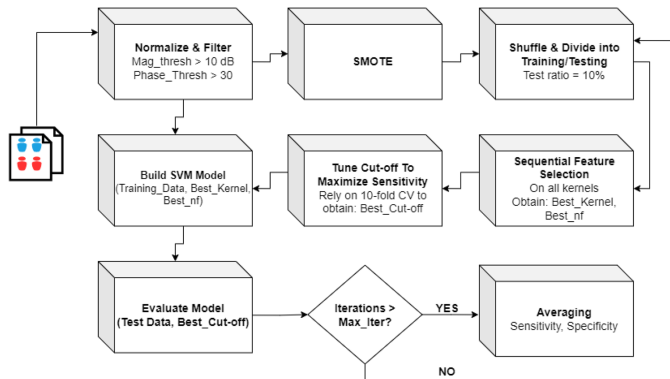 Normalize & Filter
Mag_thresh > 10 dB
Phase_Thresh > 30
SMOTE
Shuffle & Divide into
Training/Testing
Test ratio = 10%
Build SVM Model
(Training_Data, Best_Kernel,
Best_nf)
Tune Cut-off To
Maximize Sensitivity
Rely on 10-fold CV to
obtain: Best_Cut-off
Sequential Feature
Selection
On all kernels
Obtain: Best_Kernel,
Best_nf
Evaluate Model
(Test Data, Best_Cut-off)
Iterations >
Max_Iter?
YES
Averaging
Sensitivity, Specificity
NO